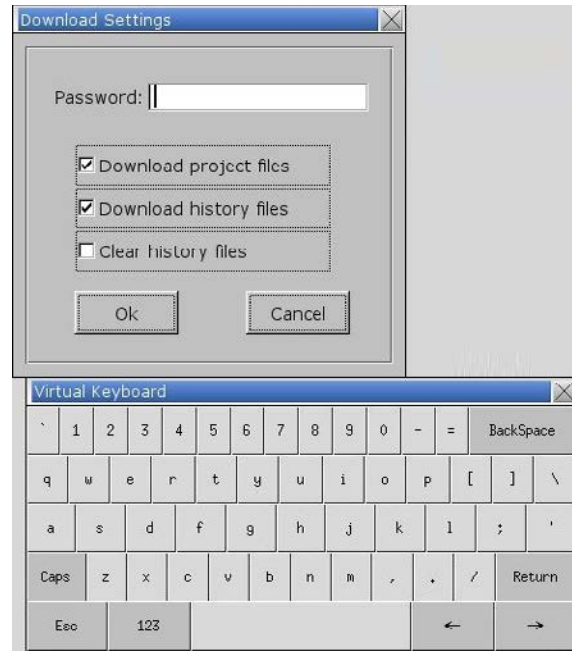 Download Settings
Password:
Download project files
Download history files
Clear history files
Ok Cancel
Virtual Keyboard
` 1 2 3 4 5 6 7 8 9 0 - = BackSpace
q w e r t y u i o p [ ] \
a s d f g h j k l ; '
Caps z x c v b n m , . / Return
Esc 123 ← →